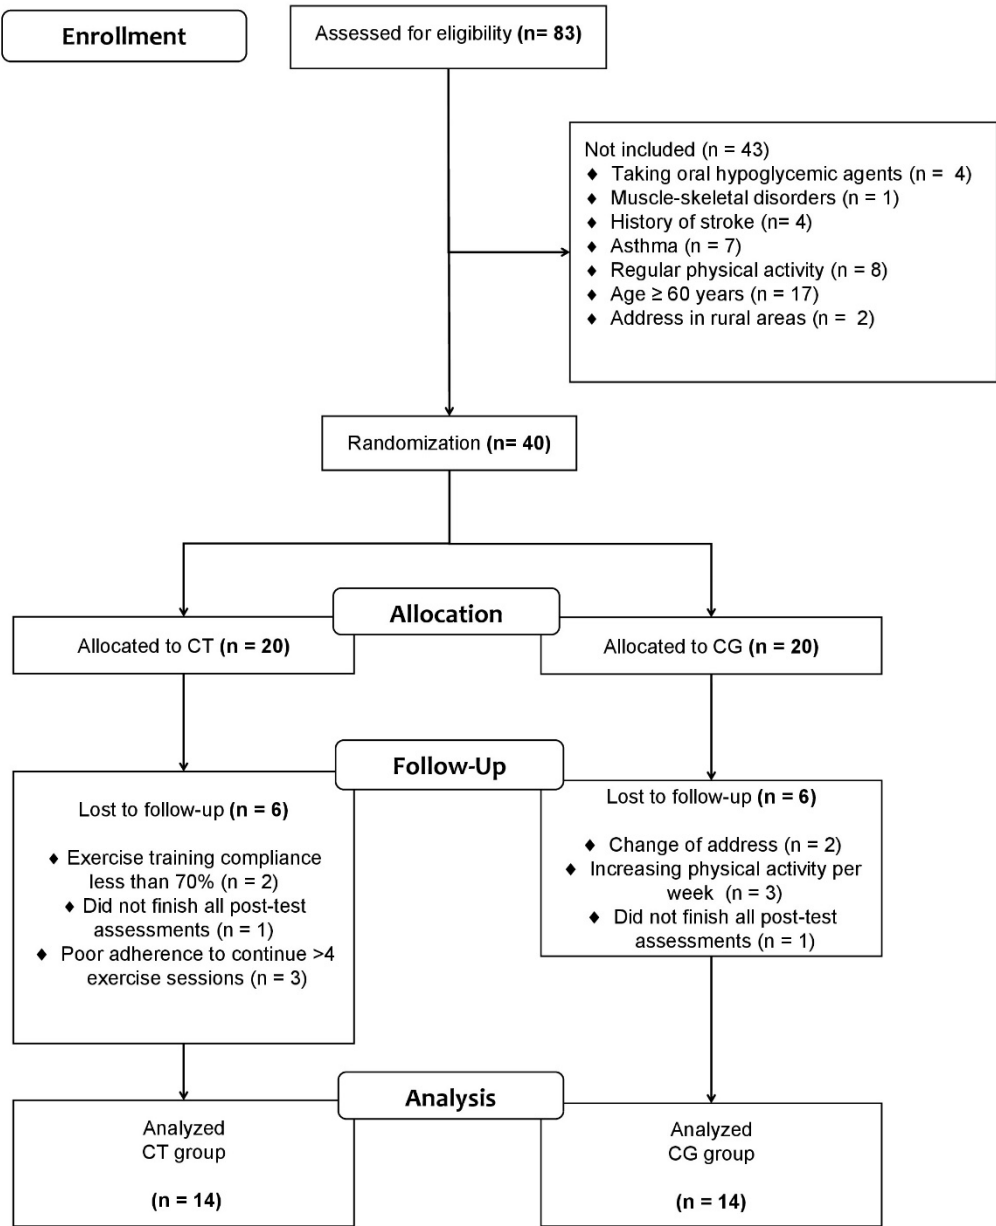 Enrollment
Assessed for eligibility (n= 83)
Not included (n = 43)
♦ Taking oral hypoglycemic agents (n =  4)
♦ Muscle-skeletal disorders (n = 1)
♦ History of stroke (n= 4)
♦ Asthma (n = 7)
♦ Regular physical activity (n = 8)
♦ Age ≥ 60 years (n = 17)
♦ Address in rural areas (n =  2)
Randomization (n= 40)
Allocation
Allocated to CT (n = 20)
Allocated to CG (n = 20)
Follow-Up
Lost to follow-up (n = 6)
♦ Exercise training compliance
less than 70% (n = 2)
♦ Did not finish all post-test
assessments (n = 1)
♦ Poor adherence to continue >4
exercise sessions (n = 3)
Lost to follow-up (n = 6)
♦ Change of address (n = 2)
♦ Increasing physical activity per
week  (n = 3)
♦ Did not finish all post-test
assessments (n = 1)
Analysis
Analyzed
CT group
(n = 14)
Analyzed
CG group
(n = 14)